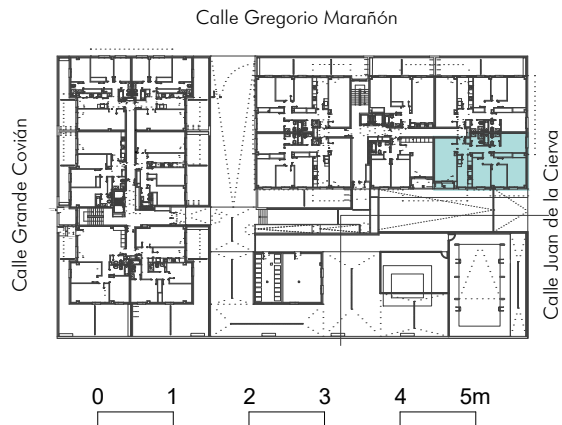 Calle Gregorio Marañón
Calle Grande Covián
Calle Juan de la Cierva
0 1 2 3 4 5m